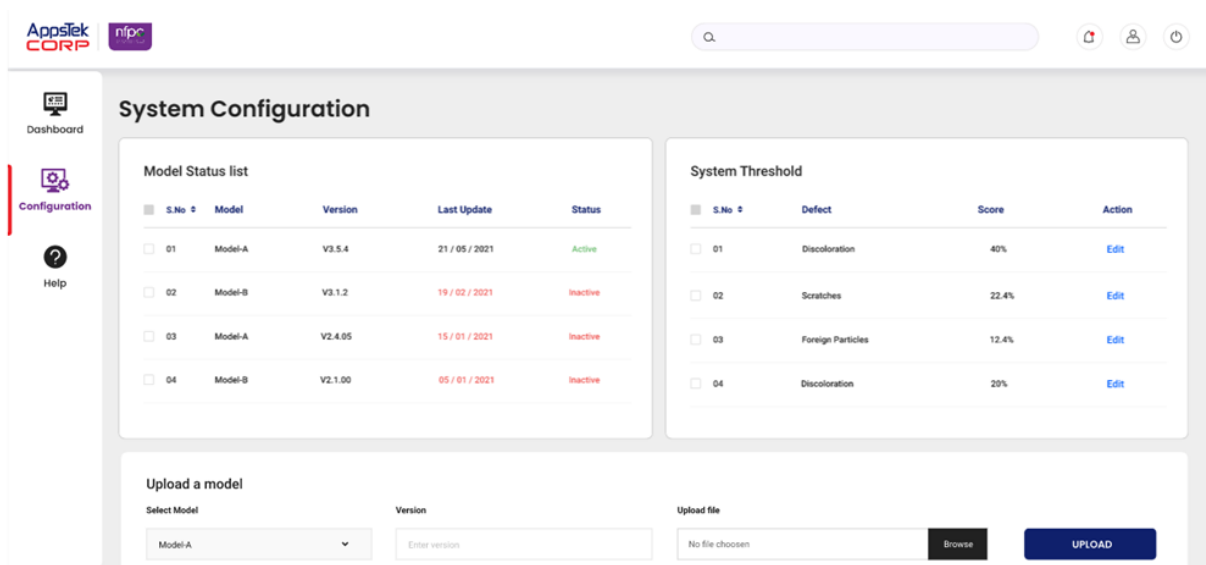 AppsTek
CORP
nfpc
System Configuration
Dashboard
Configuration
Help
Model Status list
S.No Model Version Last Update Status
01 Model-A V3.5.4 21 / 05 / 2021 Active
02 Model-B V3.1.2 19 / 02 / 2021 Inactive
03 Model-A V2.4.05 15 / 01 / 2021 Inactive
04 Model-B V2.1.00 05 / 01 / 2021 Inactive
System Threshold
S.No Defect Score Action
01 Discoloration 40% Edit
02 Scratches 22.4% Edit
03 Foreign Particles 12.4% Edit
04 Discoloration 20% Edit
Upload a model
Select Model Version Upload file
Model-A Enter version No file choosen Browse UPLOAD